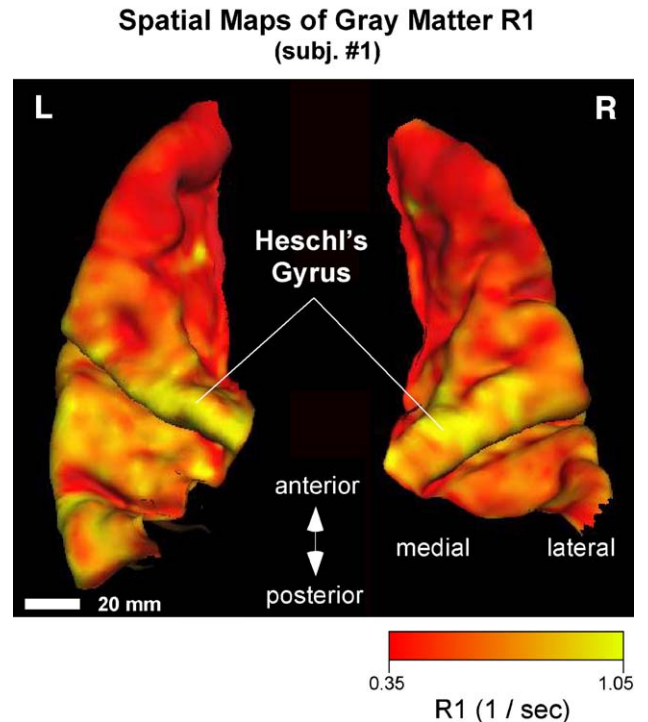 Spatial Maps of Gray Matter R1
(subj. #1)
L
R
Heschl's
Gyrus
anterior
posterior
medial
lateral
20 mm
0.35
1.05
R1 (1 / sec)